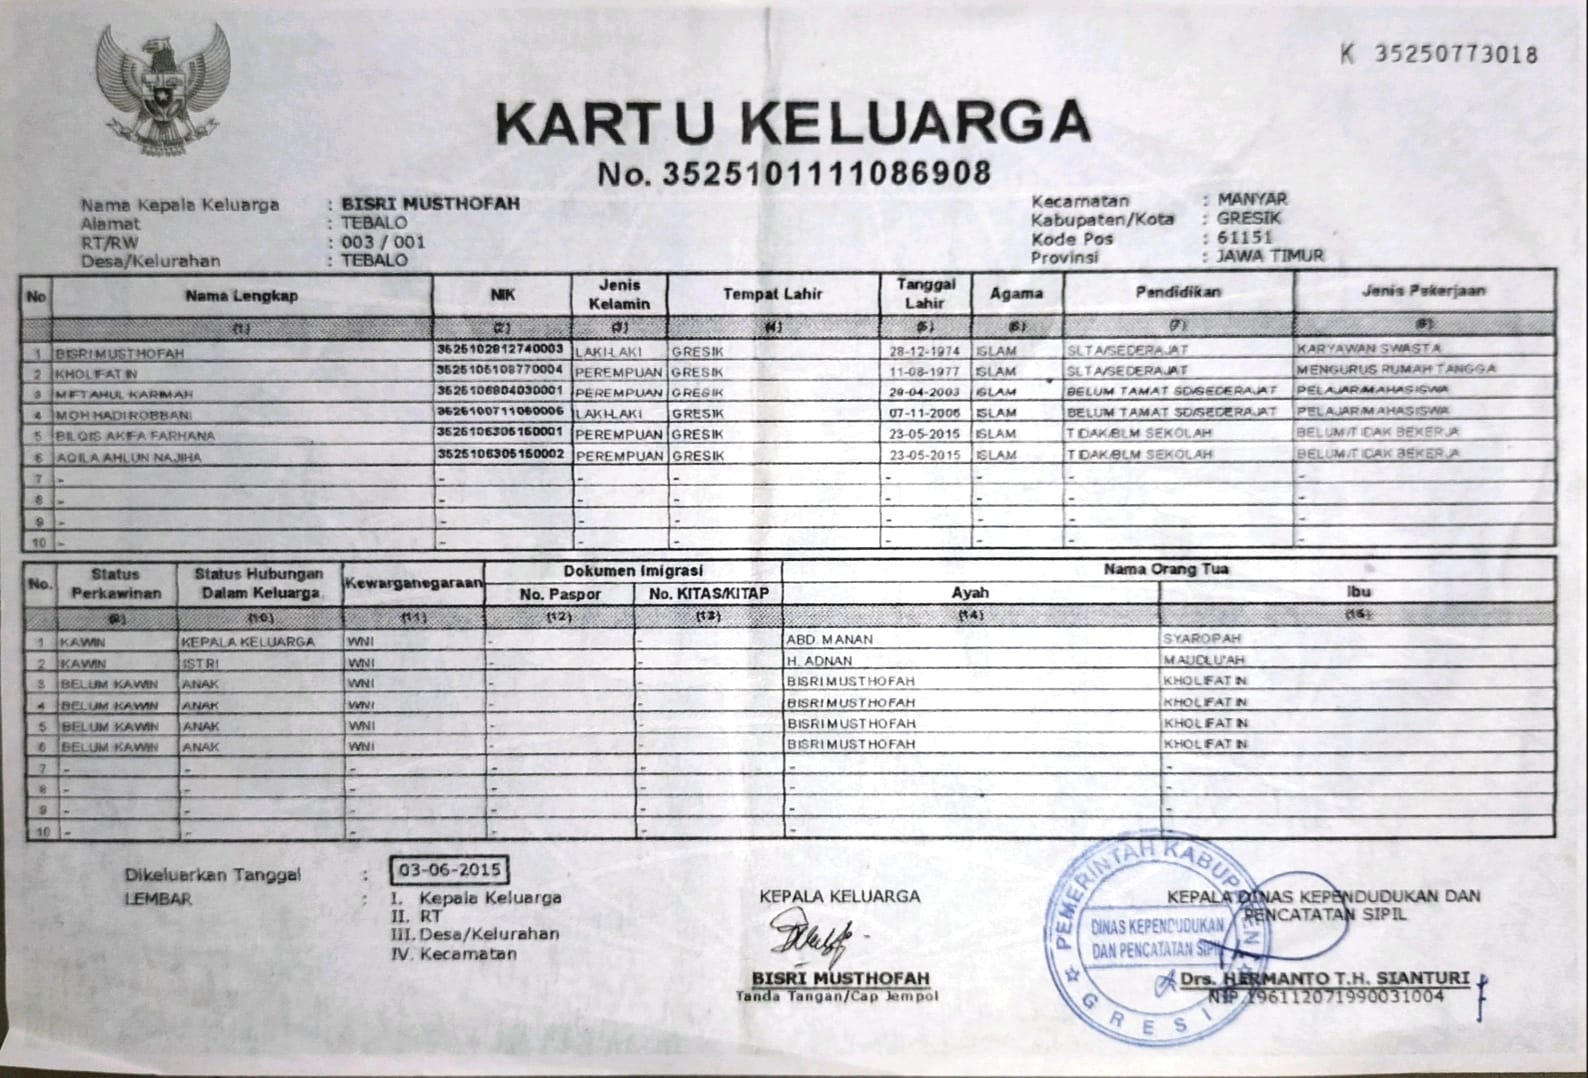 K 35250773018
KARTU KELUARGA
No. 3525101111086908
Nama Kepala Keluarga : BISRI MUSTHOFAH
Alamat : TEBALO
RT/RW : 003 / 001
Desa/Kelurahan : TEBALO
Kecamatan : MANYAR
Kabupaten/Kota : GRESIK
Kode Pos : 61151
Provinsi : JAWA TIMUR
No Nama Lengkap NIK Jenis Kelamin Tempat Lahir Tanggal Lahir Agama Pendidikan Jenis Pekerjaan
(1) (2) (3) (4) (5) (6) (7) (8)
1 BISRI MUSTHOFAH 3525102812740003 LAKI-LAKI GRESIK 28-12-1974 ISLAM SLTA/SEDERAJAT KARYAWAN SWASTA
2 KHOLIFATIN 3525105108770004 PEREMPUAN GRESIK 11-08-1977 ISLAM SLTA/SEDERAJAT MENGURUS RUMAH TANGGA
3 MIFTAHUL KARIMAH 3525106804030001 PEREMPUAN GRESIK 28-04-2003 ISLAM BELUM TAMAT SD/SEDERAJAT PELAJAR/MAHASISWA
4 MOH HADI ROBBANI 3525100711060006 LAKI-LAKI GRESIK 07-11-2006 ISLAM BELUM TAMAT SD/SEDERAJAT PELAJAR/MAHASISWA
5 BILQIS AKIFA FARHANA 3525106305150001 PEREMPUAN GRESIK 23-05-2015 ISLAM TIDAK/BLM SEKOLAH BELUM/TIDAK BEKERJA
6 AQILA AHLUN NAJIHA 3525106305150002 PEREMPUAN GRESIK 23-05-2015 ISLAM TIDAK/BLM SEKOLAH BELUM/TIDAK BEKERJA
7 - - - - - - - -
8 - - - - - - - -
9 - - - - - - - -
10 - - - - - - - -
No. Status Perkawinan Status Hubungan Dalam Keluarga Kewarganegaraan Dokumen Imigrasi Nama Orang Tua
No. Paspor No. KITAS/KITAP Ayah Ibu
(9) (10) (11) (12) (13) (14) (15)
1 KAWIN KEPALA KELUARGA WNI - - ABD. MANAN SYAROPAH
2 KAWIN ISTRI WNI - - H. ADNAN MAUDLU'AH
3 BELUM KAWIN ANAK WNI - - BISRI MUSTHOFAH KHOLIFATIN
4 BELUM KAWIN ANAK WNI - - BISRI MUSTHOFAH KHOLIFATIN
5 BELUM KAWIN ANAK WNI - - BISRI MUSTHOFAH KHOLIFATIN
6 BELUM KAWIN ANAK WNI - - BISRI MUSTHOFAH KHOLIFATIN
7 - - - - - - -
8 - - - - - - -
9 - - - - - - -
10 - - - - - - -
Dikeluarkan Tanggal : 03-06-2015
LEMBAR : I. Kepala Keluarga
II. RT
III. Desa/Kelurahan
IV. Kecamatan
KEPALA KELUARGA
BISRI MUSTHOFAH
Tanda Tangan/Cap Jempol
KEPALA DINAS KEPENDUDUKAN DAN
PENCATATAN SIPIL
Drs. HERMANTO T.H. SIANTURI
NIP 196112071990031004
PEMERINTAH KABUPATEN
DINAS KEPENDUDUKAN
DAN PENCATATAN SIPIL
GRESIK